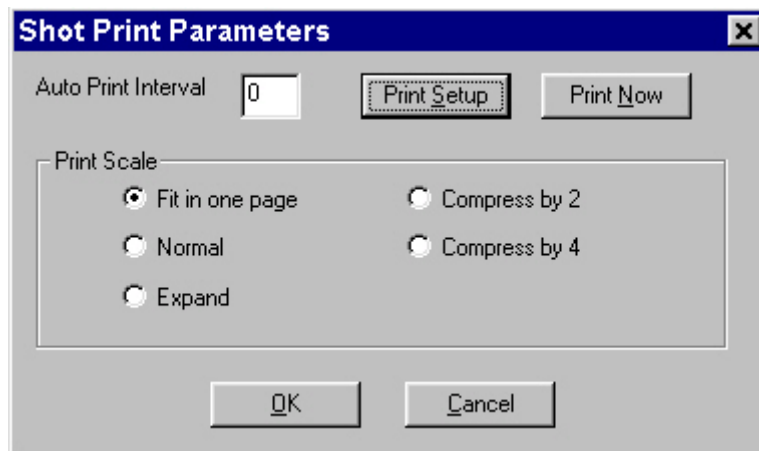 Shot Print Parameters
Auto Print Interval 0 Print Setup Print Now
Print Scale
Fit in one page Compress by 2
Normal Compress by 4
Expand
OK Cancel